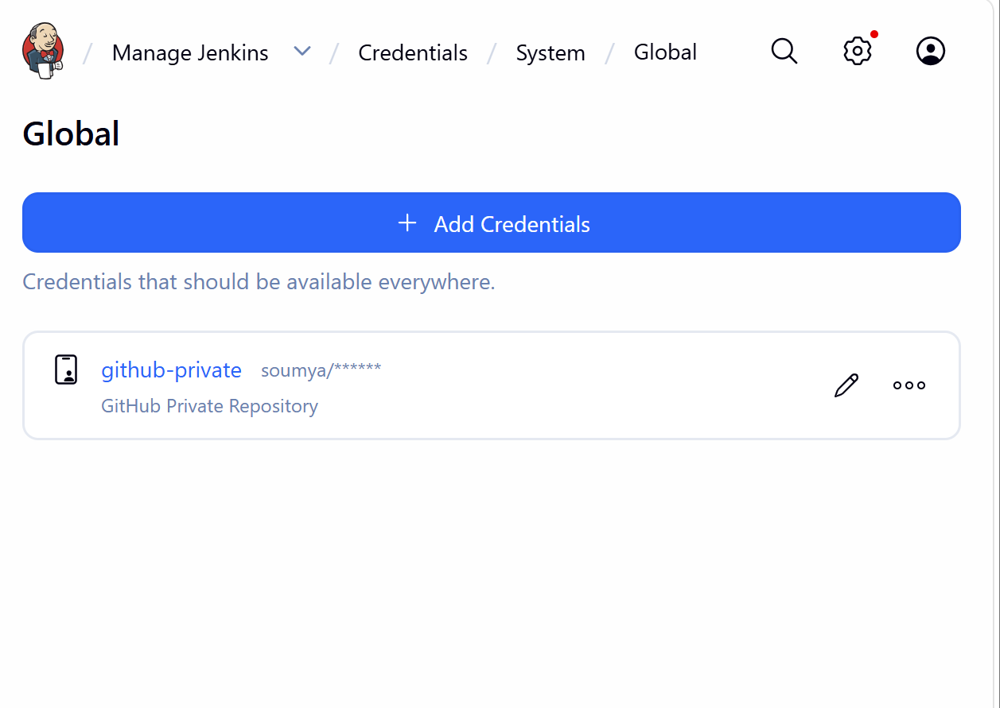 / Manage Jenkins / Credentials / System / Global
Global
+ Add Credentials
Credentials that should be available everywhere.
github-private soumya/******
GitHub Private Repository